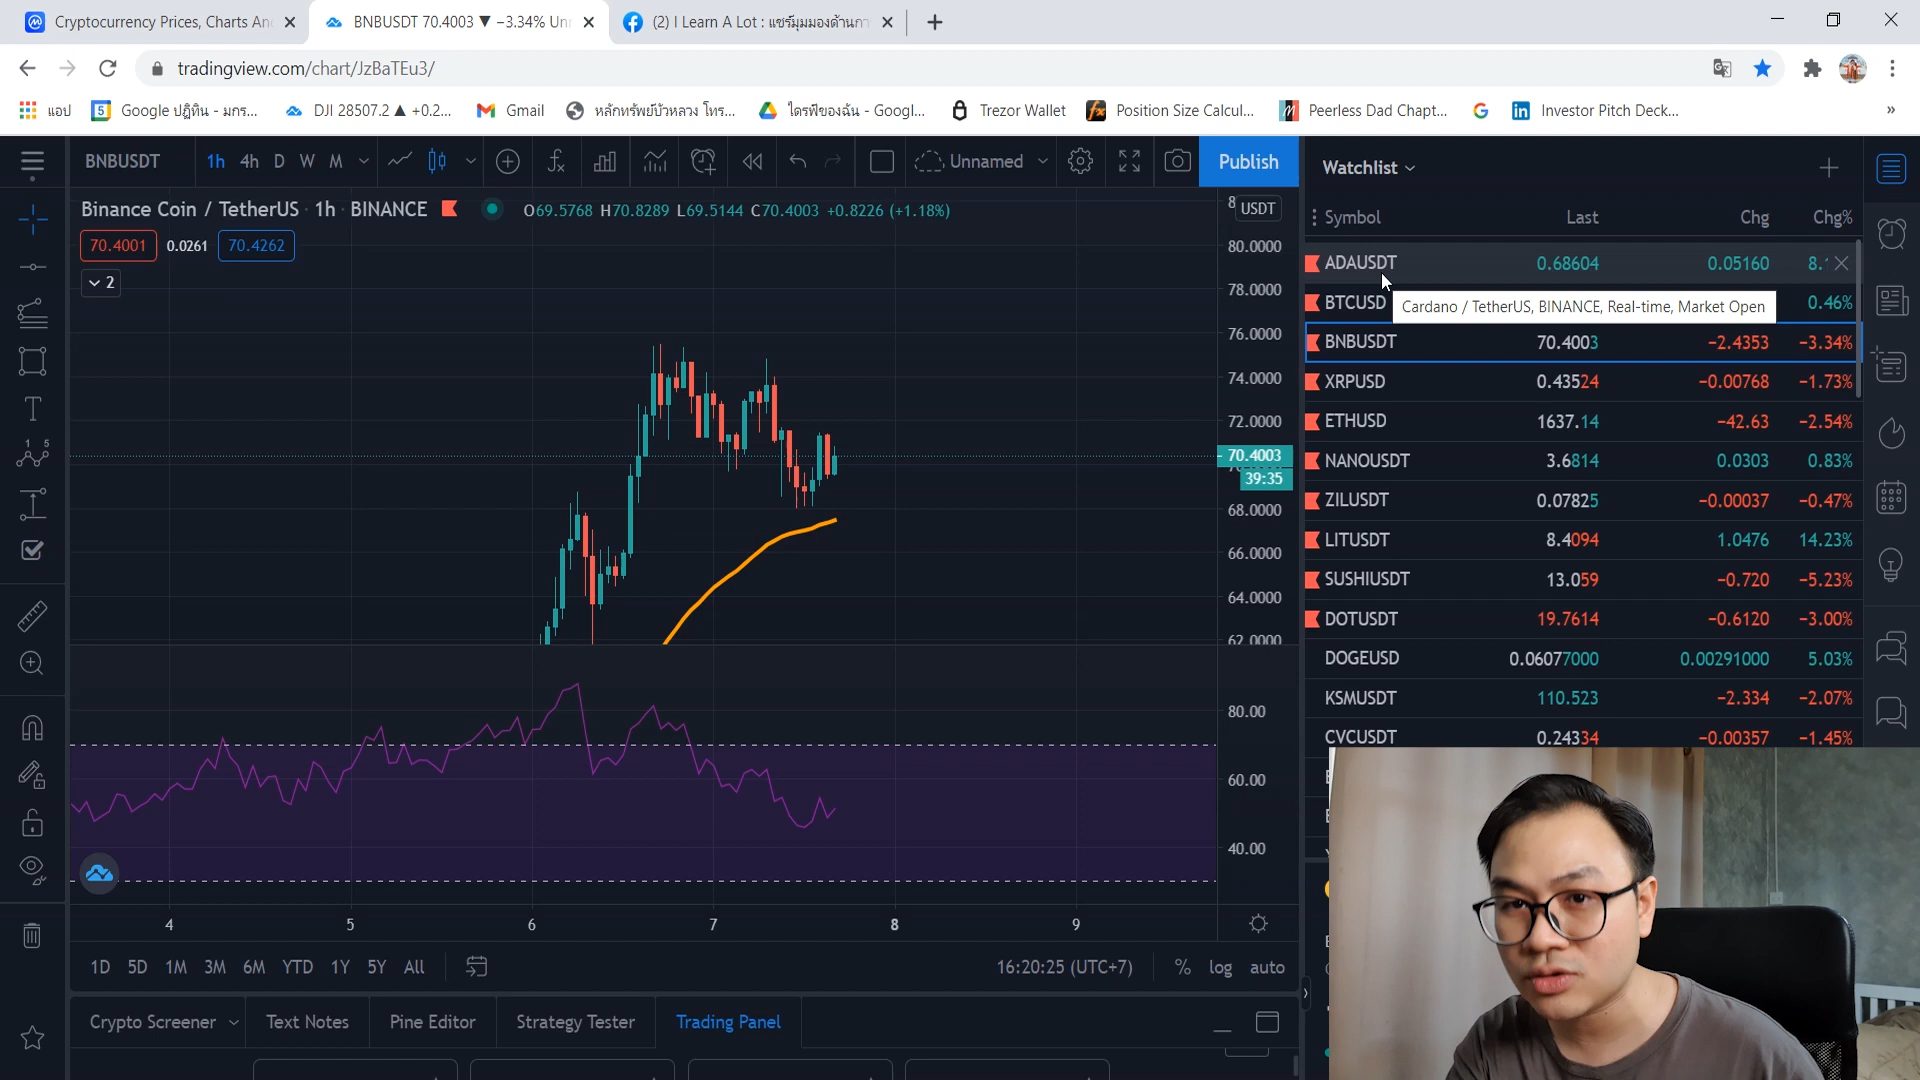 Cryptocurrency Prices, Charts An
BNBUSDT 70.4003 ▼ −3.34% Un
(2) I Learn A Lot : แชร์มุมมองด้านกา
tradingview.com/chart/JzBaTEu3/
แอป
Google ปฏิทิน - มกร...
DJI 28507.2 ▲ +0.2...
Gmail
หลักทรัพย์บัวหลวง โทร...
ไดรฟ์ของฉัน - Googl...
Trezor Wallet
Position Size Calcul...
Peerless Dad Chapt...
Investor Pitch Deck...
»
BNBUSDT
1h 4h D W M
Unnamed
Publish
Binance Coin / TetherUS · 1h · BINANCE
O69.5768 H70.8289 L69.5144 C70.4003 +0.8226 (+1.18%)
70.4001 0.0261 70.4262
2
USDT
80.0000
78.0000
76.0000
74.0000
72.0000
70.4003
39:35
68.0000
66.0000
64.0000
62.0000
80.00
60.00
40.00
4 5 6 7 8 9
1D 5D 1M 3M 6M YTD 1Y 5Y All
16:20:25 (UTC+7) % log auto
Crypto Screener Text Notes Pine Editor Strategy Tester Trading Panel
Watchlist
Symbol Last Chg Chg%
ADAUSDT 0.68604 0.05160
BTCUSD 0.46%
Cardano / TetherUS, BINANCE, Real-time, Market Open
BNBUSDT 70.4003 −2.4353 −3.34%
XRPUSD 0.43524 −0.00768 −1.73%
ETHUSD 1637.14 −42.63 −2.54%
NANOUSDT 3.6814 0.0303 0.83%
ZILUSDT 0.07825 −0.00037 −0.47%
LITUSDT 8.4094 1.0476 14.23%
SUSHIUSDT 13.059 −0.720 −5.23%
DOTUSDT 19.7614 −0.6120 −3.00%
DOGEUSD 0.06077000 0.00291000 5.03%
KSMUSDT 110.523 −2.334 −2.07%
CVCUSDT 0.24334 −0.00357 −1.45%